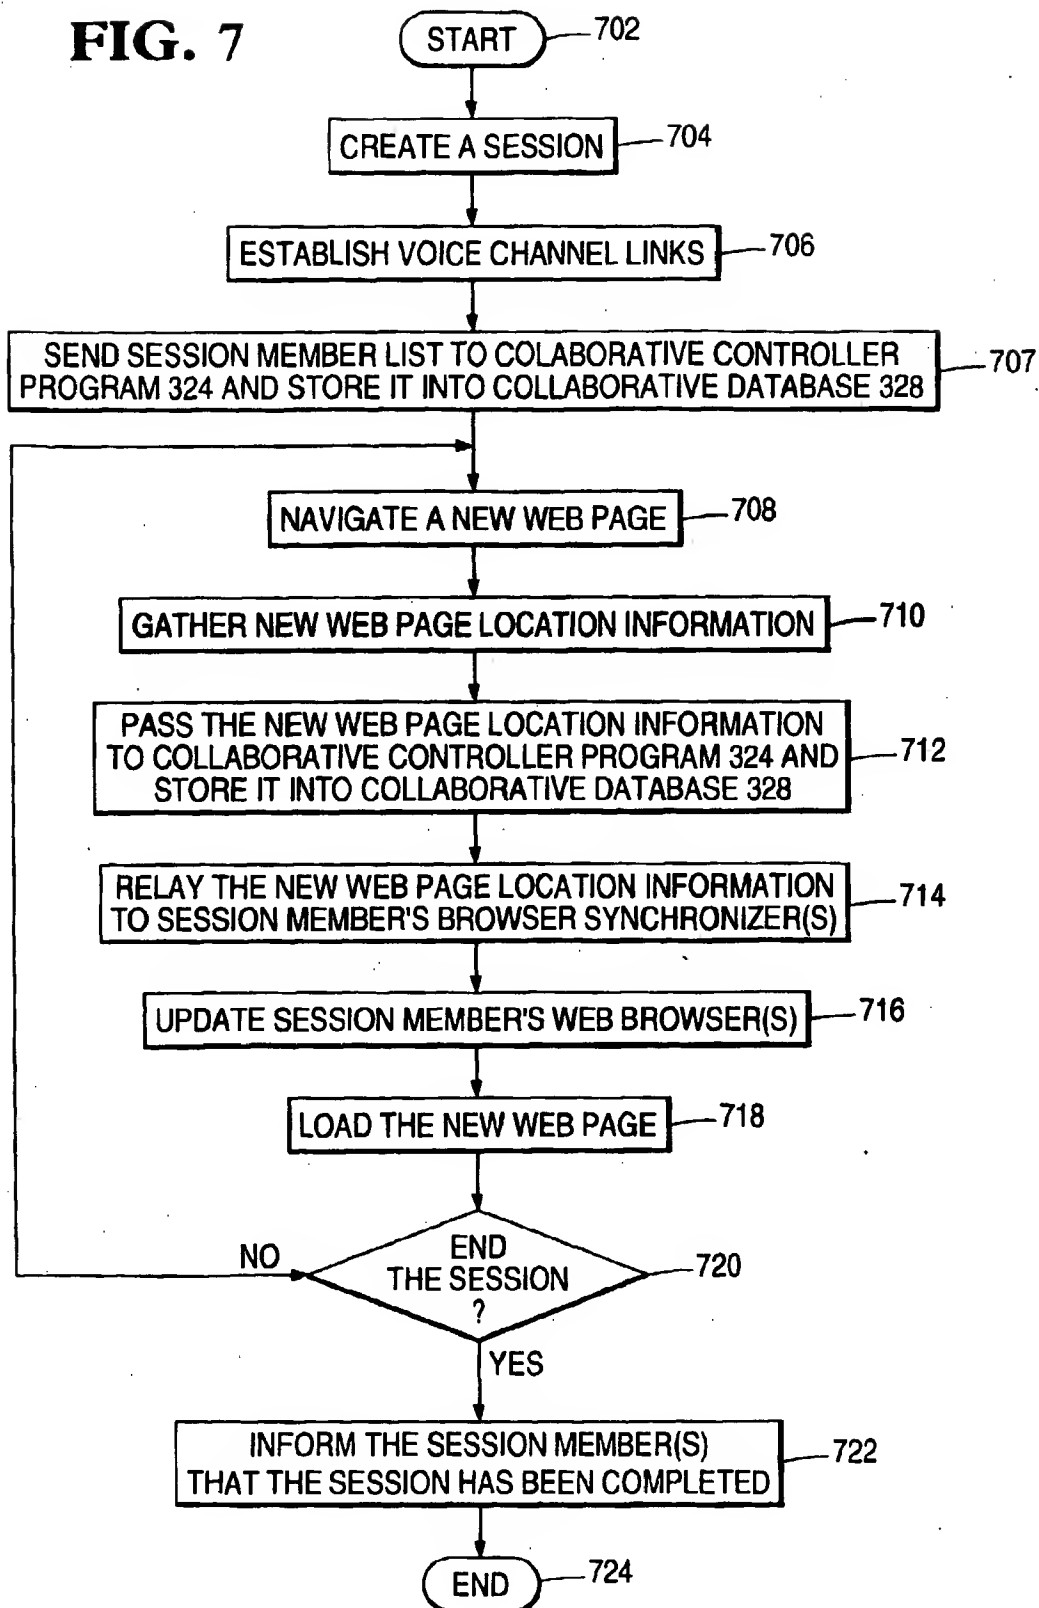 FIG. 7
START
702
CREATE A SESSION
704
ESTABLISH VOICE CHANNEL LINKS
706
SEND SESSION MEMBER LIST TO COLABORATIVE CONTROLLER
PROGRAM 324 AND STORE IT INTO COLLABORATIVE DATABASE 328
707
NAVIGATE A NEW WEB PAGE
708
GATHER NEW WEB PAGE LOCATION INFORMATION
710
PASS THE NEW WEB PAGE LOCATION INFORMATION
TO COLLABORATIVE CONTROLLER PROGRAM 324 AND
STORE IT INTO COLLABORATIVE DATABASE 328
712
RELAY THE NEW WEB PAGE LOCATION INFORMATION
TO SESSION MEMBER'S BROWSER SYNCHRONIZER(S)
714
UPDATE SESSION MEMBER'S WEB BROWSER(S)
716
LOAD THE NEW WEB PAGE
718
NO
END
THE SESSION
?
720
YES
INFORM THE SESSION MEMBER(S)
THAT THE SESSION HAS BEEN COMPLETED
722
END
724